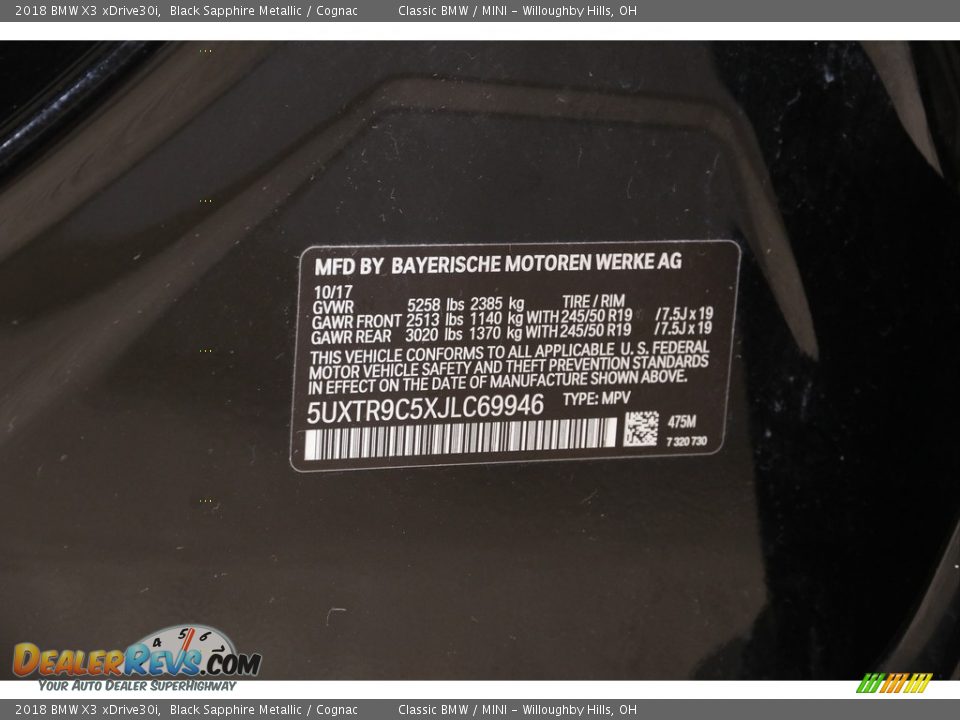 2018 BMW X3 xDrive30i, Black Sapphire Metallic / Cognac Classic BMW / MINI - Willoughby Hills, OH
MFD BY BAYERISCHE MOTOREN WERKE AG
10/17
GVWR 5258 lbs 2385 kg TIRE / RIM
GAWR FRONT 2513 lbs 1140 kg WITH 245/50 R19 /7.5J x 19
GAWR REAR 3020 lbs 1370 kg WITH 245/50 R19 /7.5J x 19
THIS VEHICLE CONFORMS TO ALL APPLICABLE U. S. FEDERAL
MOTOR VEHICLE SAFETY AND THEFT PREVENTION STANDARDS
IN EFFECT ON THE DATE OF MANUFACTURE SHOWN ABOVE.
5UXTR9C5XJLC69946 TYPE: MPV
475M
7 320 730
4 5 6 7
DEALERREVS.COM
YOUR AUTO DEALER SUPERHIGHWAY
2018 BMW X3 xDrive30i, Black Sapphire Metallic / Cognac Classic BMW / MINI - Willoughby Hills, OH